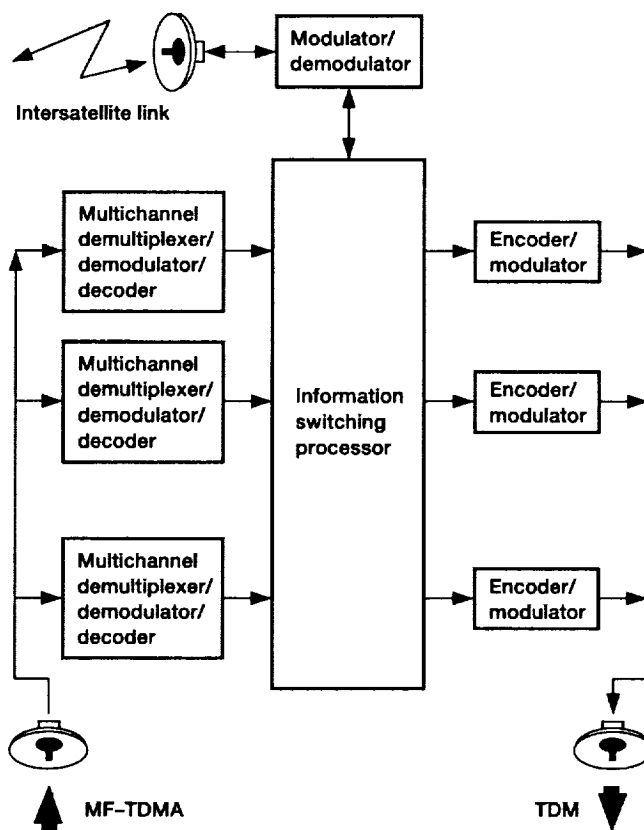 Modulator/
demodulator
Intersatellite link
Multichannel
demultiplexer/
demodulator/
decoder
Encoder/
modulator
Multichannel
demultiplexer/
demodulator/
decoder
Information
switching
processor
Encoder/
modulator
Multichannel
demultiplexer/
demodulator/
decoder
Encoder/
modulator
MF-TDMA
TDM